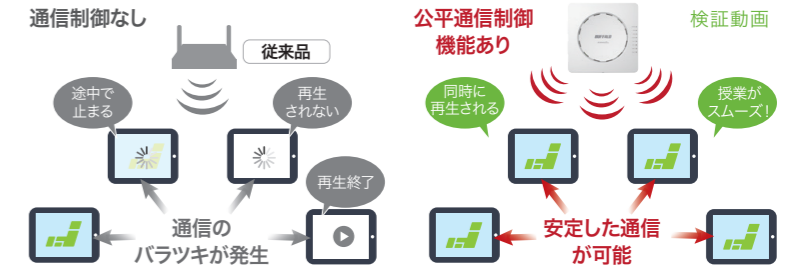 通信制御なし
従来品
途中で
止まる
再生
されない
再生終了
通信の
バラツキが発生
公平通信制御
機能あり
検証動画
BUFFALO
同時に
再生される
授業が
スムーズ！
安定した通信
が可能